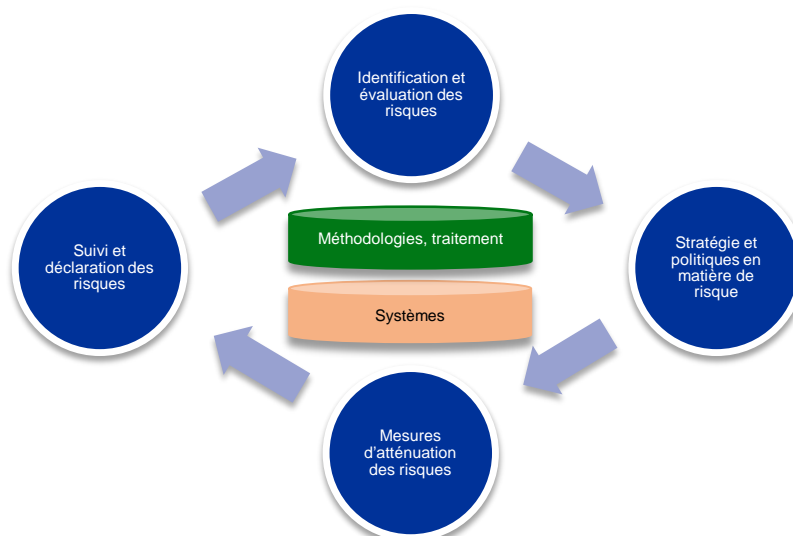 Identification et
évaluation des
risques
Méthodologies, traitement
Stratégie et
politiques en
matière de
risque
Suivi et
déclaration des
risques
Systèmes
Mesures
d’atténuation
des risques